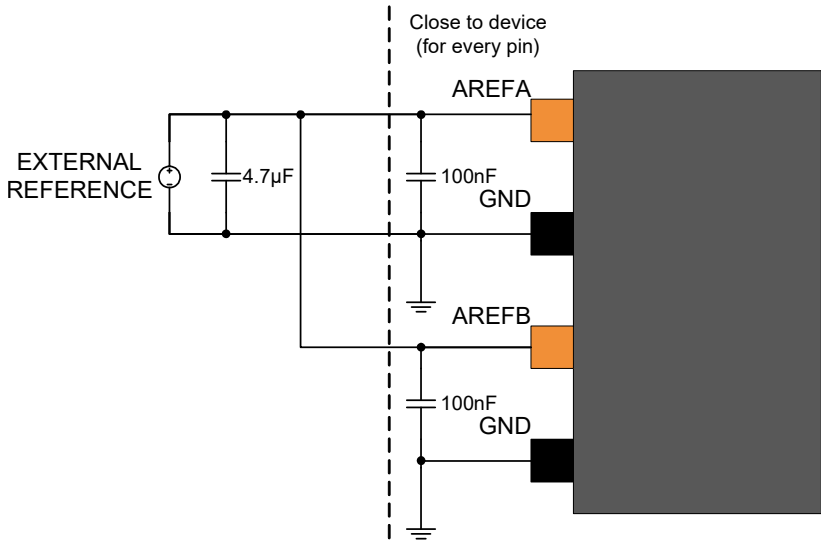 Close to device
(for every pin)
AREFA
EXTERNAL
REFERENCE
4.7µF
100nF
GND
AREFB
100nF
GND